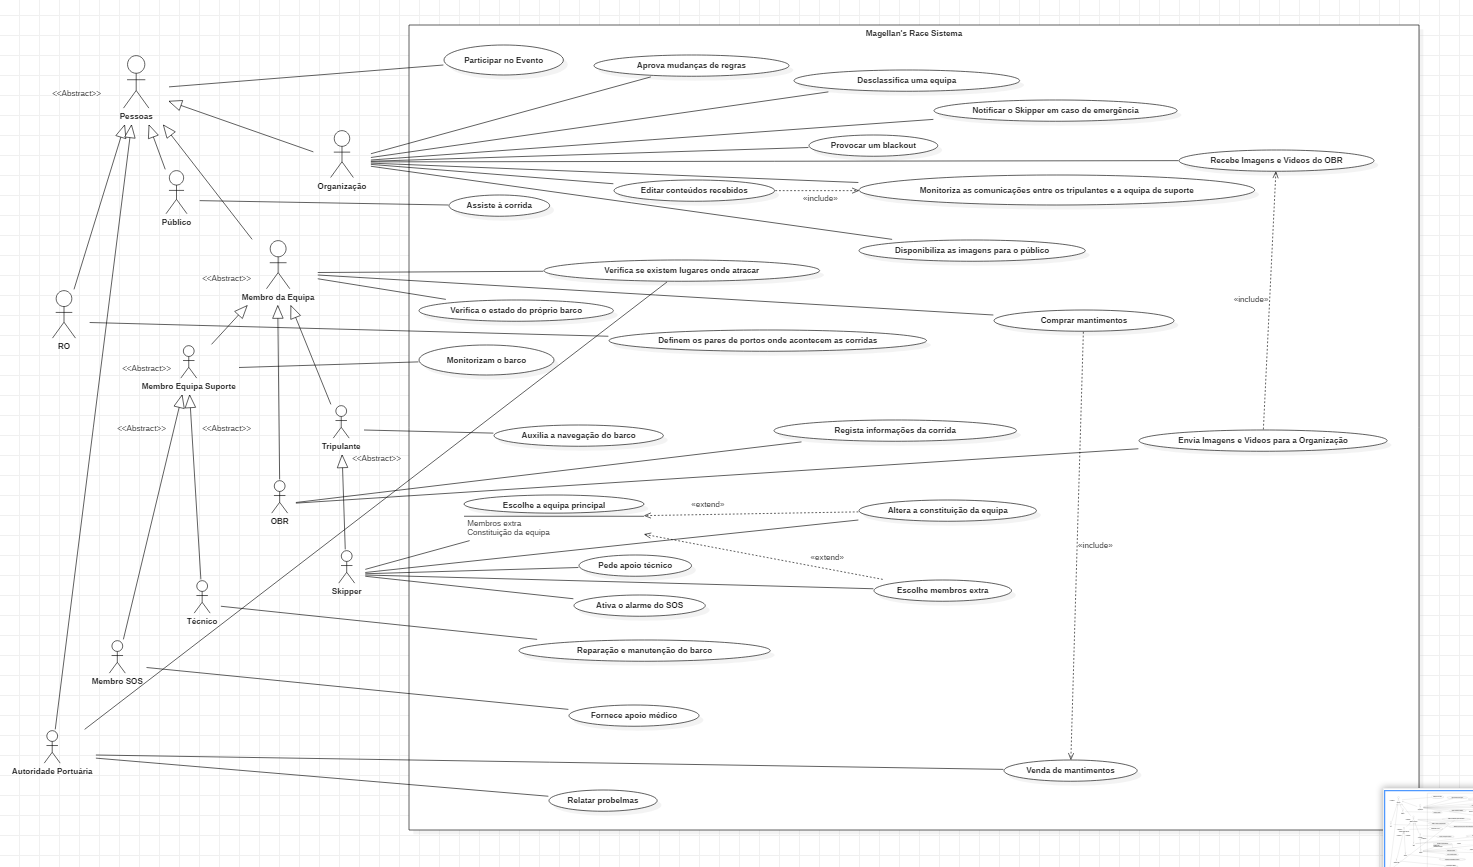 Magellan's Race Sistema
Participar no Evento
Aprova mudanças de regras
Desclassifica uma equipa
<<Abstract>>
Pessoas
Notificar o Skipper em caso de emergência
Provocar um blackout
Recebe Imagens e Videos do OBR
Organização
Editar conteúdos recebidos
«include»
Monitoriza as comunicações entre os tripulantes e a equipa de suporte
Assiste à corrida
Público
Disponibiliza as imagens para o público
<<Abstract>>
Membro da Equipa
Verifica se existem lugares onde atracar
«include»
Verifica o estado do próprio barco
Comprar mantimentos
RO
Definem os pares de portos onde acontecem as corridas
Monitorizam o barco
<<Abstract>>
Membro Equipa Suporte
<<Abstract>>
<<Abstract>>
Auxilia a navegação do barco
Regista informações da corrida
Envia Imagens e Videos para a Organização
Tripulante
<<Abstract>>
OBR
Escolhe a equipa principal
Membros extra
Constituição da equipa
«extend»
Altera a constituição da equipa
«include»
«extend»
Pede apoio técnico
Skipper
Escolhe membros extra
Ativa o alarme do SOS
Técnico
Reparação e manutenção do barco
Membro SOS
Fornece apoio médico
Autoridade Portuária
Venda de mantimentos
Relatar probelmas